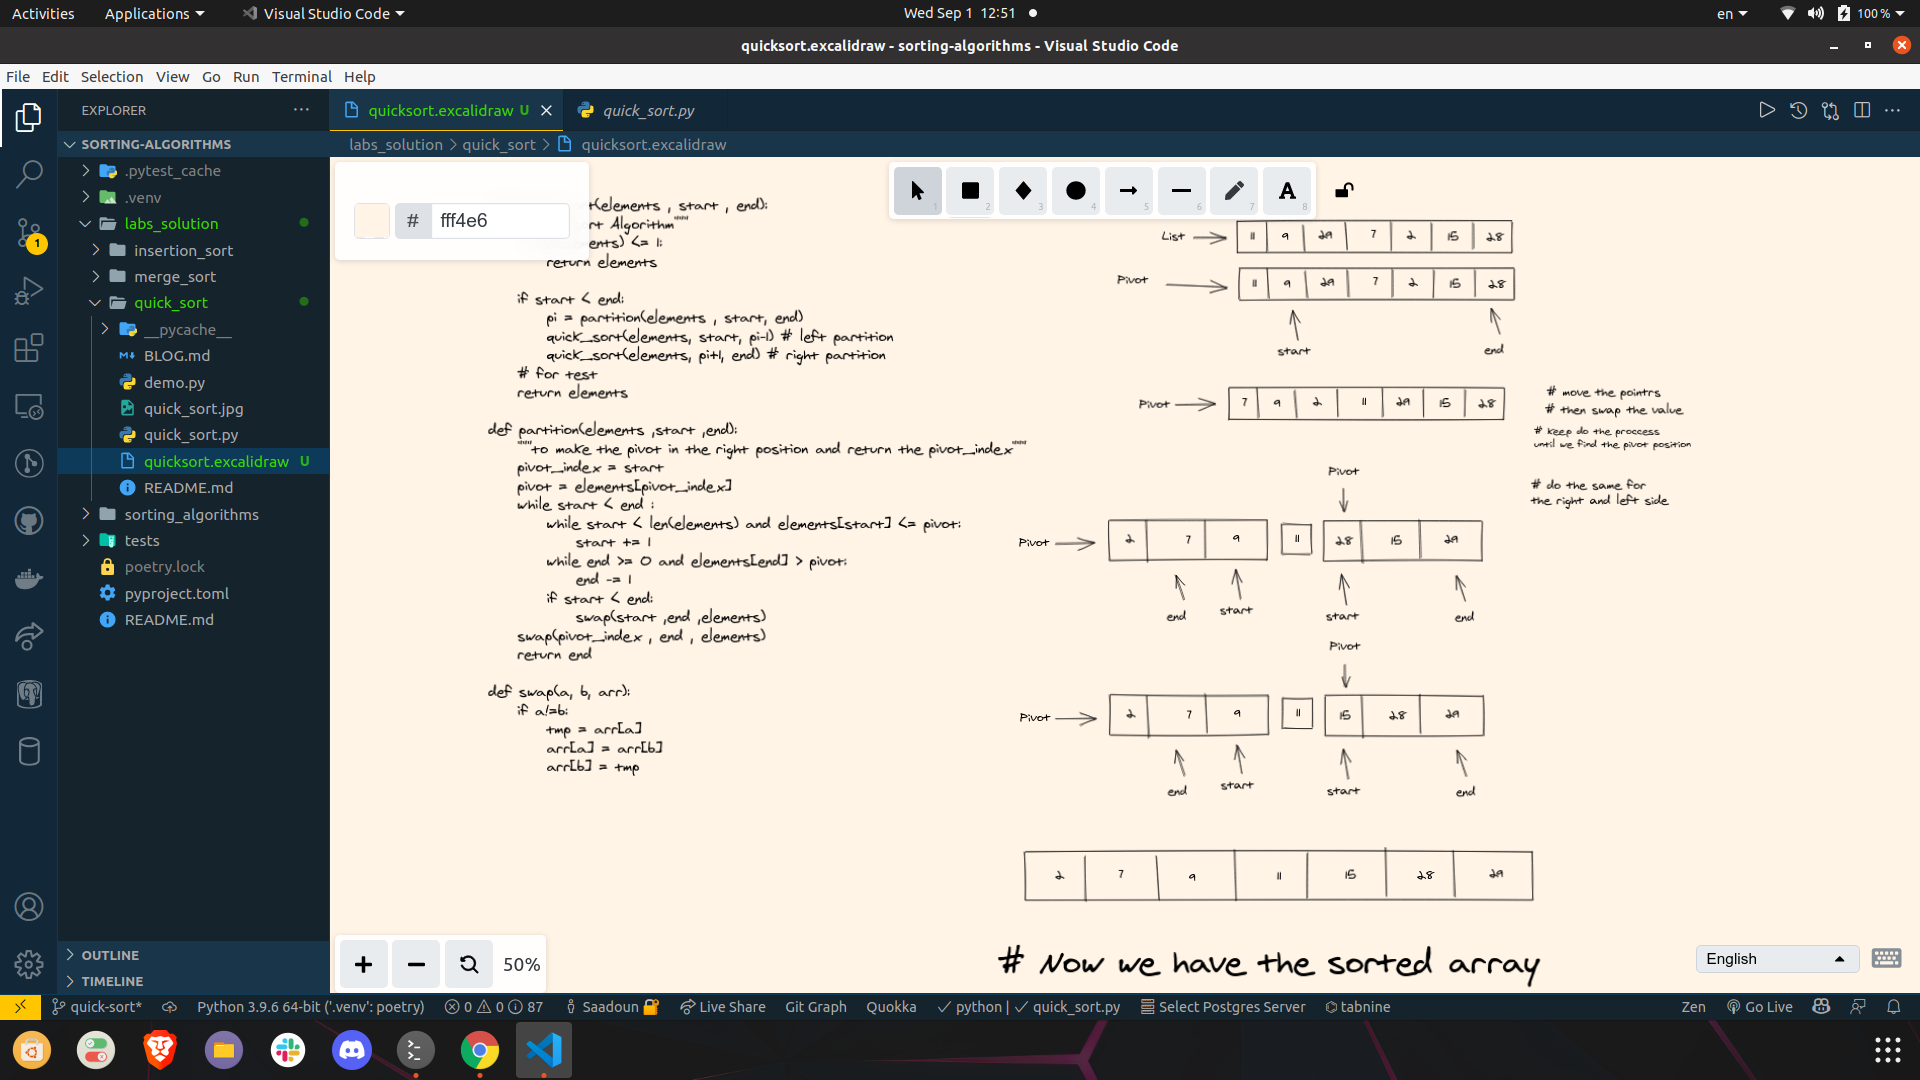 Activities Applications Visual Studio Code Wed Sep 1 12:51 en 100 %
quicksort.excalidraw - sorting-algorithms - Visual Studio Code
File Edit Selection View Go Run Terminal Help
EXPLORER
SORTING-ALGORITHMS
.pytest_cache
.venv
labs_solution
insertion_sort
merge_sort
quick_sort
__pycache__
BLOG.md
demo.py
quick_sort.jpg
quick_sort.py
quicksort.excalidraw U
README.md
sorting_algorithms
tests
poetry.lock
pyproject.toml
README.md
OUTLINE
TIMELINE
1
quicksort.excalidraw U
quick_sort.py
labs_solution > quick_sort > quicksort.excalidraw
# fff4e6
1 2 3 4 5 6 7 A 8
(elements , start , end):
Algorithm"""
ents) <= 1:
return elements
if start < end:
pi = partition(elements , start, end)
quick_sort(elements, start, pi-1) # left partition
quick_sort(elements, pi+1, end) # right partition
# for test
return elements
def partition(elements ,start ,end):
"""to make the pivot in the right position and return the pivot_index"""
pivot_index = start
pivot = elements[pivot_index]
while start < end :
while start < len(elements) and elements[start] <= pivot:
start += 1
while end >= 0 and elements[end] > pivot:
end -= 1
if start < end:
swap(start ,end ,elements)
swap(pivot_index , end , elements)
return end
def swap(a, b, arr):
if a!=b:
tmp = arr[a]
arr[a] = arr[b]
arr[b] = tmp
List 11 9 29 7 2 15 28
Pivot 11 9 29 7 2 15 28
start end
Pivot 7 9 2 11 29 15 28
# move the pointrs
# then swap the value
# keep do the proccess
until we find the pivot position
# do the same for
the right and left side
Pivot
Pivot 2 7 9 11 28 15 29
end start start end
Pivot
Pivot 2 7 9 11 15 28 29
end start start end
2 7 9 11 15 28 29
# Now we have the sorted array
50%
English
quick-sort* Python 3.9.6 64-bit ('.venv': poetry) 0 0 87 Saadoun Live Share Git Graph Quokka python | quick_sort.py Select Postgres Server tabnine Zen Go Live